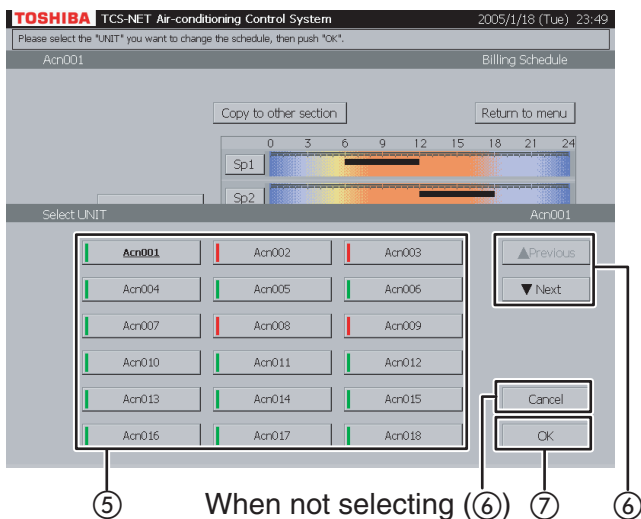 TOSHIBA TCS-NET Air-conditioning Control System 2005/1/18 (Tue) 23:49
Please select the "UNIT" you want to change the schedule, then push "OK".
Acn001 Billing Schedule
Copy to other section Return to menu
0 3 6 9 12 15 18 21 24
Sp1
Sp2
Select UNIT Acn001
Acn001 Acn002 Acn003 ▲Previous
Acn004 Acn005 Acn006 ▼ Next
Acn007 Acn008 Acn009
Acn010 Acn011 Acn012
Acn013 Acn014 Acn015 Cancel
Acn016 Acn017 Acn018 OK
⑤ When not selecting (⑥) ⑦ ⑥